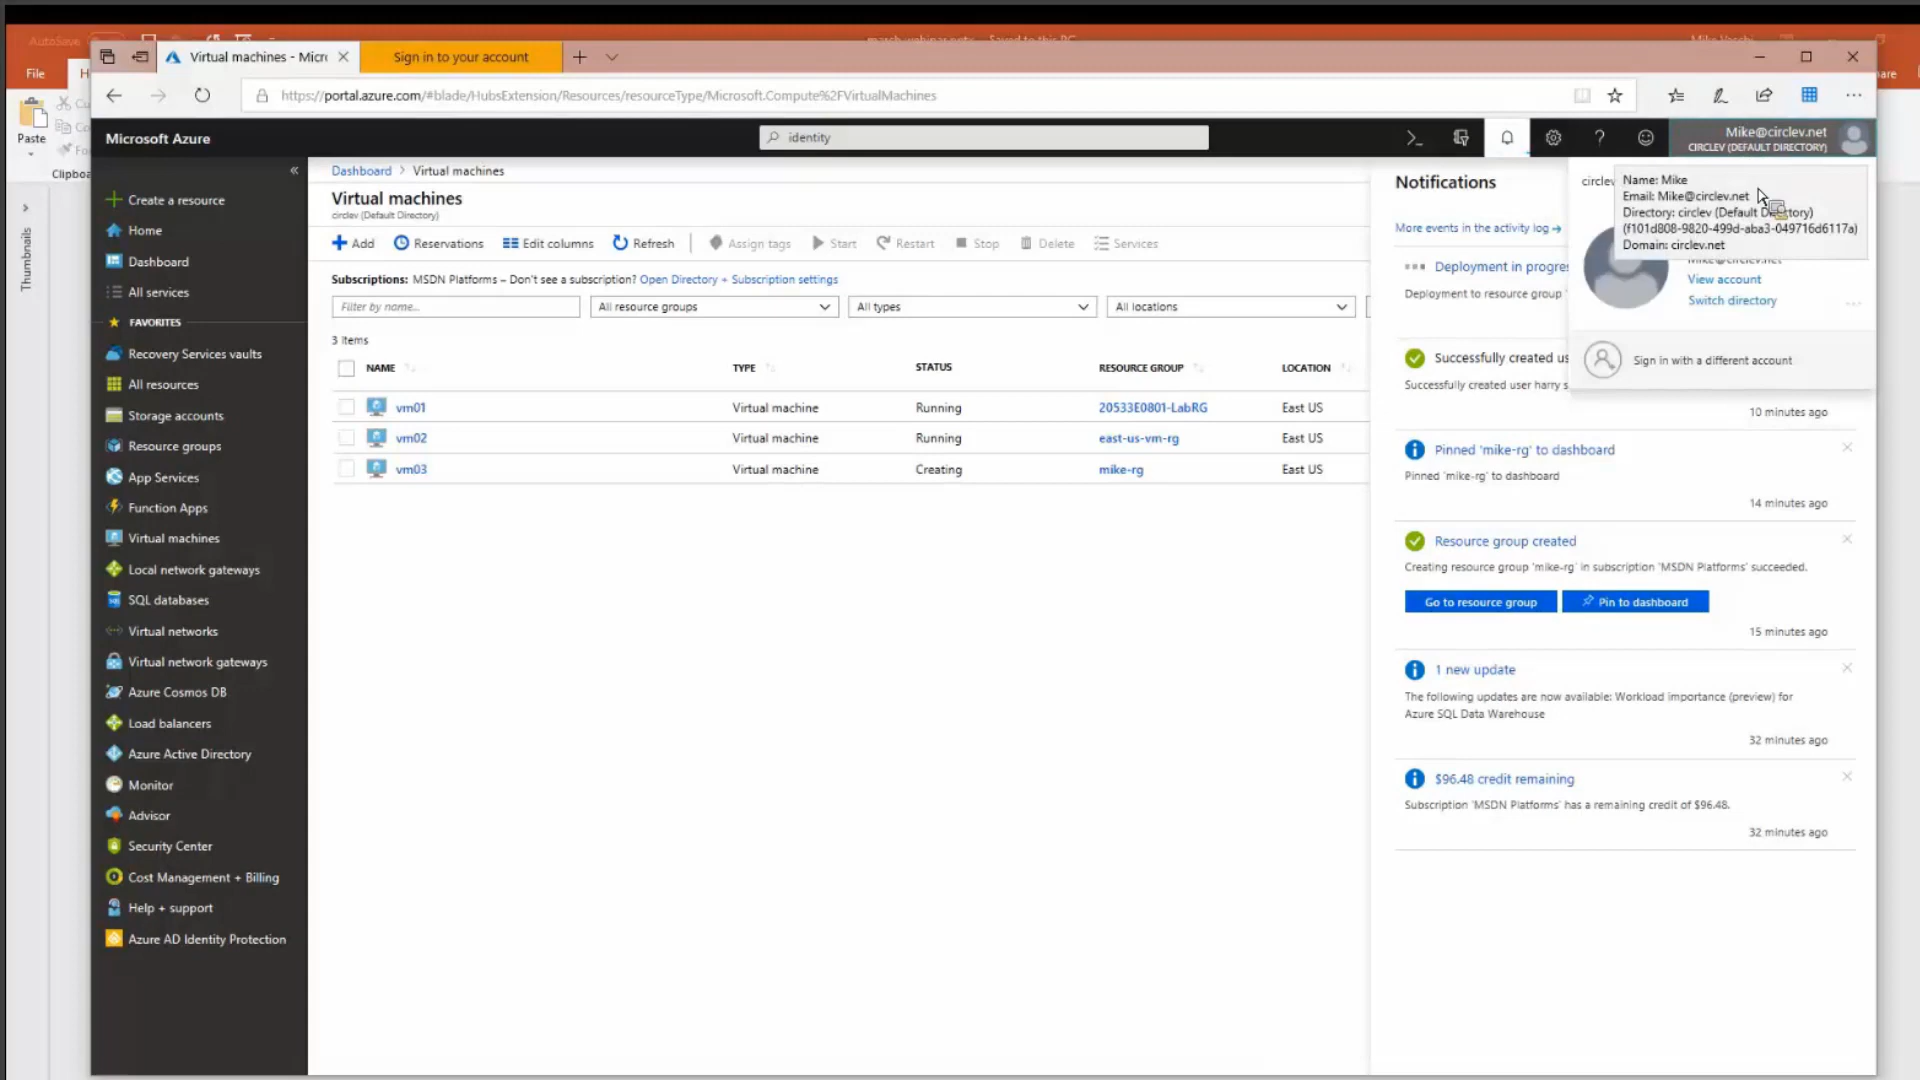 AutoSave
march webinar.pptx - Saved to this PC
File
Paste
Clipboa
Thumbnails
are
Virtual machines - Micr
Sign in to your account
https://portal.azure.com/#blade/HubsExtension/Resources/resourceType/Microsoft.Compute%2FVirtualMachines
Microsoft Azure
identity
Mike@circlev.net
CIRCLEV (DEFAULT DIRECTORY)
Create a resource
Home
Dashboard
All services
FAVORITES
Recovery Services vaults
All resources
Storage accounts
Resource groups
App Services
Function Apps
Virtual machines
Local network gateways
SQL databases
Virtual networks
Virtual network gateways
Azure Cosmos DB
Load balancers
Azure Active Directory
Monitor
Advisor
Security Center
Cost Management + Billing
Help + support
Azure AD Identity Protection
Dashboard > Virtual machines
Virtual machines
circlev (Default Directory)
Add Reservations Edit columns Refresh Assign tags Start Restart Stop Delete Services
Subscriptions: MSDN Platforms – Don't see a subscription? Open Directory + Subscription settings
Filter by name... All resource groups All types All locations
3 items
NAME TYPE STATUS RESOURCE GROUP LOCATION
vm01 Virtual machine Running 20533E0801-LabRG East US
vm02 Virtual machine Running east-us-vm-rg East US
vm03 Virtual machine Creating mike-rg East US
Notifications
More events in the activity log →
Deployment in progres
Deployment to resource group '
Successfully created us
Successfully created user harry s
10 minutes ago
Pinned 'mike-rg' to dashboard
Pinned 'mike-rg' to dashboard
14 minutes ago
Resource group created
Creating resource group 'mike-rg' in subscription 'MSDN Platforms' succeeded.
Go to resource group Pin to dashboard
15 minutes ago
1 new update
The following updates are now available: Workload importance (preview) for
Azure SQL Data Warehouse
32 minutes ago
$96.48 credit remaining
Subscription 'MSDN Platforms' has a remaining credit of $96.48.
32 minutes ago
circlev
Name: Mike
Email: Mike@circlev.net
Directory: circlev (Default Directory)
(f101d808-9820-499d-aba3-049716d6117a)
Domain: circlev.net
Mike@circlev.net
View account
Switch directory
Sign in with a different account